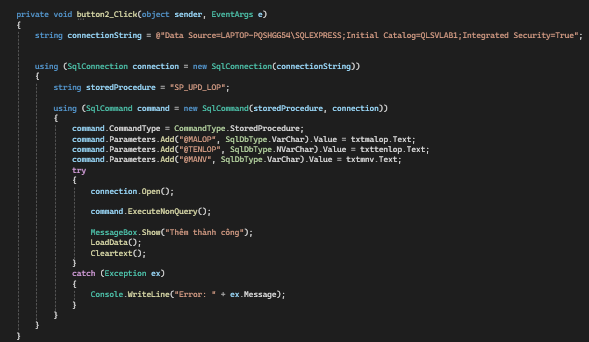 private void button2_Click(object sender, EventArgs e)
{
string connectionString = @"Data Source=LAPTOP-PQSHGG54\SQLEXPRESS;Initial Catalog=QLSVLAB1;Integrated Security=True";
using (SqlConnection connection = new SqlConnection(connectionString))
{
string storedProcedure = "SP_UPD_LOP";
using (SqlCommand command = new SqlCommand(storedProcedure, connection))
{
command.CommandType = CommandType.StoredProcedure;
command.Parameters.Add("@MALOP", SqlDbType.VarChar).Value = txtmalop.Text;
command.Parameters.Add("@TENLOP", SqlDbType.NVarChar).Value = txttenlop.Text;
command.Parameters.Add("@MANV", SqlDbType.VarChar).Value = txtmnv.Text;
try
{
connection.Open();
command.ExecuteNonQuery();
MessageBox.Show("Thêm thành công");
LoadData();
Cleartext();
}
catch (Exception ex)
{
Console.WriteLine("Error: " + ex.Message);
}
}
}
}